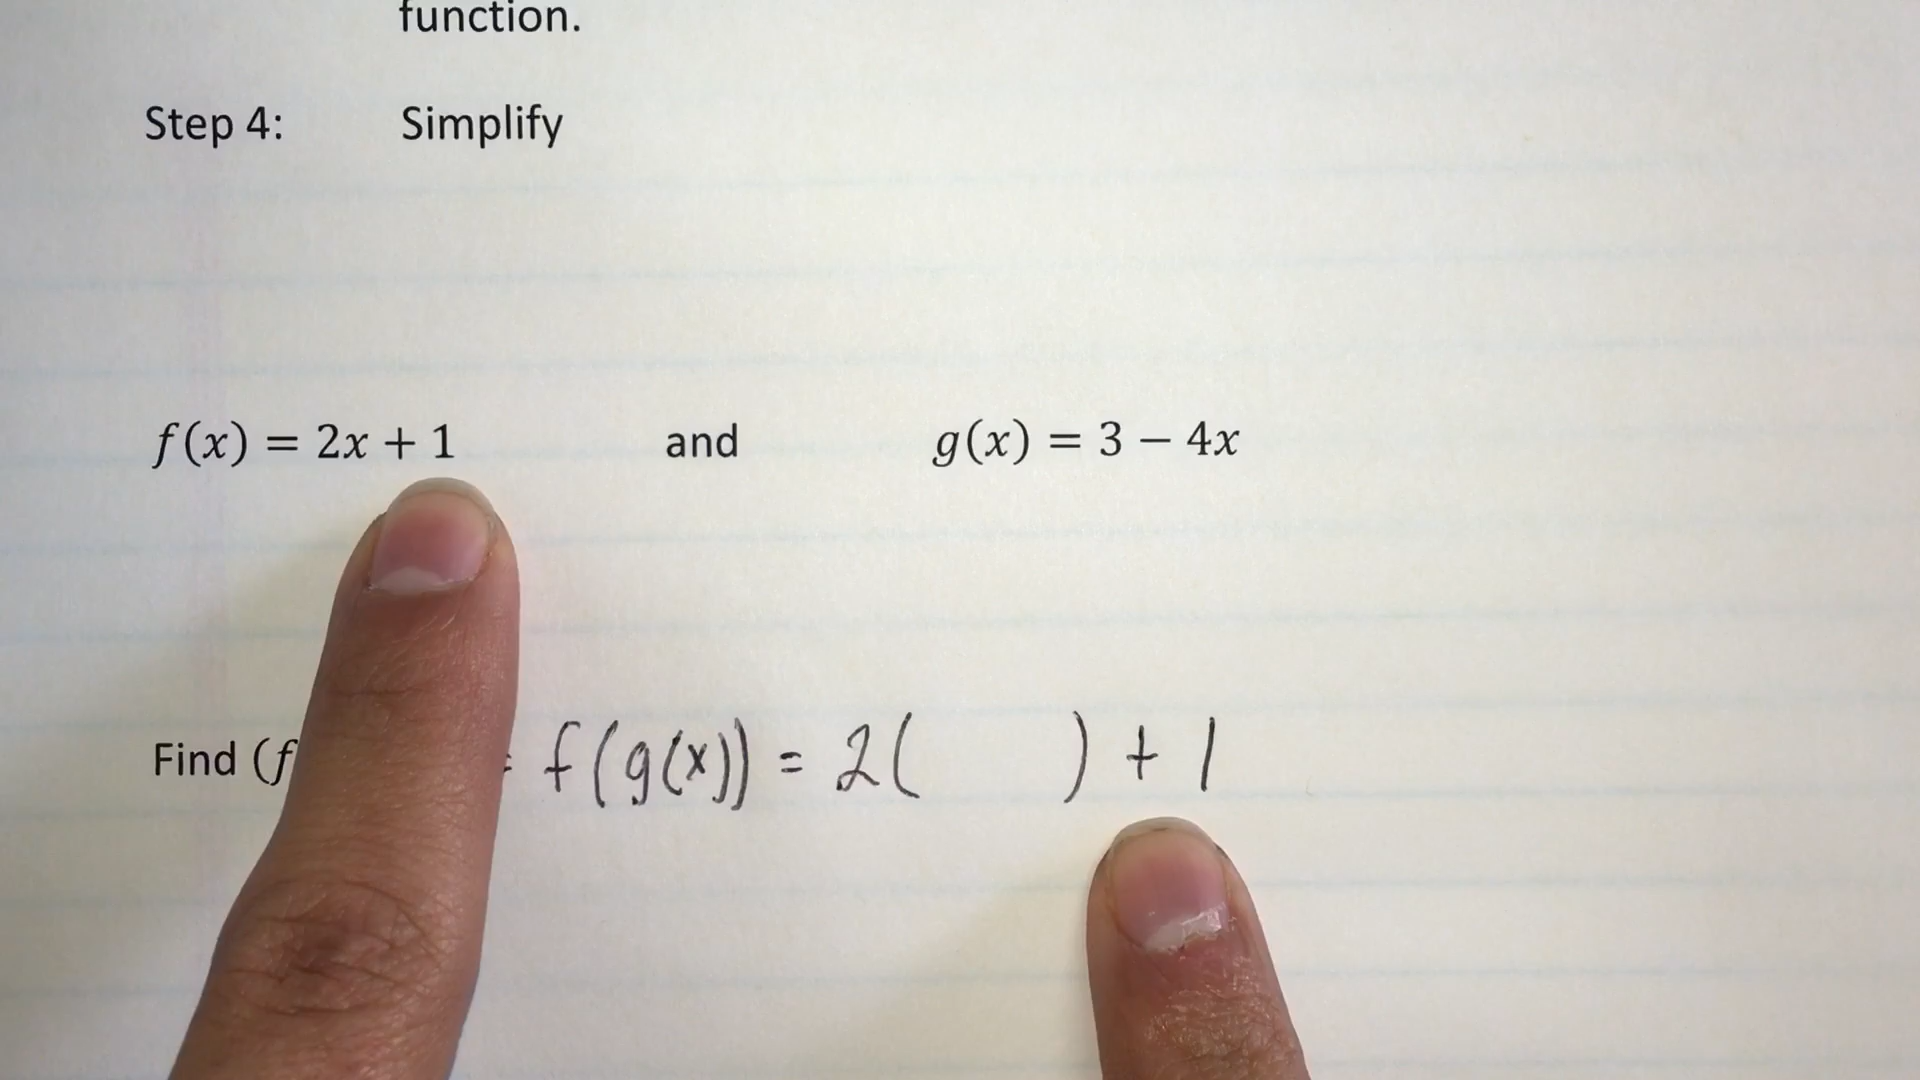 function.
Step 4: Simplify
f(x) = 2x + 1 and g(x) = 3 − 4x
Find (f = f(g(x)) = 2( ) + 1